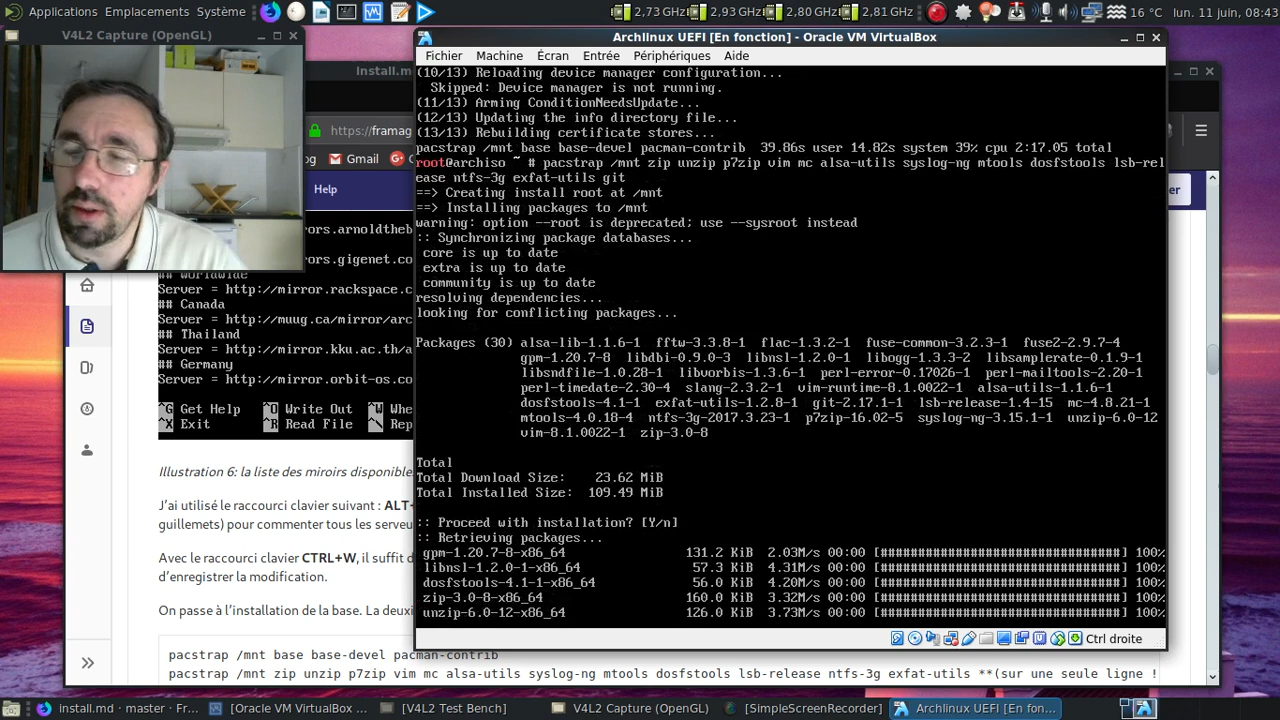 Applications Emplacements Système
2,73 GHz 2,93 GHz 2,80 GHz 2,81 GHz 16 °C lun. 11 juin, 08:43
V4L2 Capture (OpenGL)
Archlinux UEFI [En fonction] - Oracle VM VirtualBox
Fichier Machine Écran Entrée Périphériques Aide
install.m
https://framag
og Gmail
Help
er
(10/13) Reloading device manager configuration...
Skipped: Device manager is not running.
(11/13) Arming ConditionNeedsUpdate...
(12/13) Updating the info directory file...
(13/13) Rebuilding certificate stores...
pacstrap /mnt base base-devel pacman-contrib 39.86s user 14.82s system 39% cpu 2:17.05 total
root@archiso ~ # pacstrap /mnt zip unzip p7zip vim mc alsa-utils syslog-ng mtools dosfstools lsb-rel
ease ntfs-3g exfat-utils git
==> Creating install root at /mnt
==> Installing packages to /mnt
warning: option --root is deprecated; use --sysroot instead
:: Synchronizing package databases...
core is up to date
extra is up to date
community is up to date
resolving dependencies...
looking for conflicting packages...
Packages (30) alsa-lib-1.1.6-1 fftw-3.3.8-1 flac-1.3.2-1 fuse-common-3.2.3-1 fuse2-2.9.7-4
gpm-1.20.7-8 libdbi-0.9.0-3 libnsl-1.2.0-1 libogg-1.3.3-2 libsamplerate-0.1.9-1
libsndfile-1.0.28-1 libvorbis-1.3.6-1 perl-error-0.17026-1 perl-mailtools-2.20-1
perl-timedate-2.30-4 slang-2.3.2-1 vim-runtime-8.1.0022-1 alsa-utils-1.1.6-1
dosfstools-4.1-1 exfat-utils-1.2.8-1 git-2.17.1-1 lsb-release-1.4-15 mc-4.8.21-1
mtools-4.0.18-4 ntfs-3g-2017.3.23-1 p7zip-16.02-5 syslog-ng-3.15.1-1 unzip-6.0-12
vim-8.1.0022-1 zip-3.0-8
Total
Total Download Size: 23.62 MiB
Total Installed Size: 109.49 MiB
:: Proceed with installation? [Y/n]
:: Retrieving packages...
gpm-1.20.7-8-x86_64 131.2 KiB 2.03M/s 00:00 [##################################] 100%
libnsl-1.2.0-1-x86_64 57.3 KiB 4.31M/s 00:00 [##################################] 100%
dosfstools-4.1-1-x86_64 56.0 KiB 4.20M/s 00:00 [##################################] 100%
zip-3.0-8-x86_64 160.0 KiB 3.32M/s 00:00 [##################################] 100%
unzip-6.0-12-x86_64 126.0 KiB 3.73M/s 00:00 [##################################] 100%
Ctrl droite
rors.arnoldtheb
rors.gigenet.co
## Worldwide
Server = http://mirror.rackspace.c
## Canada
Server = http://muug.ca/mirror/arc
## Thailand
Server = http://mirror.kku.ac.th/a
## Germany
Server = http://mirror.orbit-os.co
^G Get Help ^O Write Out ^W Whe
^X Exit ^R Read File ^\ Rep
Illustration 6: la liste des miroirs disponible
J'ai utilisé le raccourci clavier suivant : ALT+
guillemets) pour commenter tous les serveu
Avec le raccourci clavier CTRL+W, il suffit d
d'enregistrer la modification.
On passe à l'installation de la base. La deuxi
pacstrap /mnt base base-devel pacman-contrib
pacstrap /mnt zip unzip p7zip vim mc alsa-utils syslog-ng mtools dosfstools lsb-release ntfs-3g exfat-utils **(sur une seule ligne !
install.md · master · Fr... [Oracle VM VirtualBox ... [V4L2 Test Bench] V4L2 Capture (OpenGL) [SimpleScreenRecorder] Archlinux UEFI [En fon...